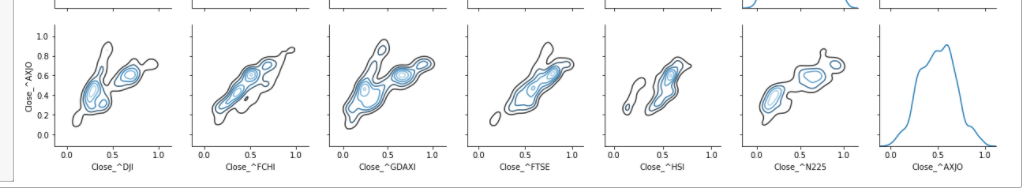 1.0
0.8
0.6
0.4
0.2
0.0
Close_^AXJO
0.0 0.5 1.0 0.0 0.5 1.0 0.0 0.5 1.0 0.0 0.5 1.0 0.0 0.5 1.0 0.0 0.5 1.0 0.0 0.5 1.0
Close_^DJI Close_^FCHI Close_^GDAXI Close_^FTSE Close_^HSI Close_^N225 Close_^AXJO